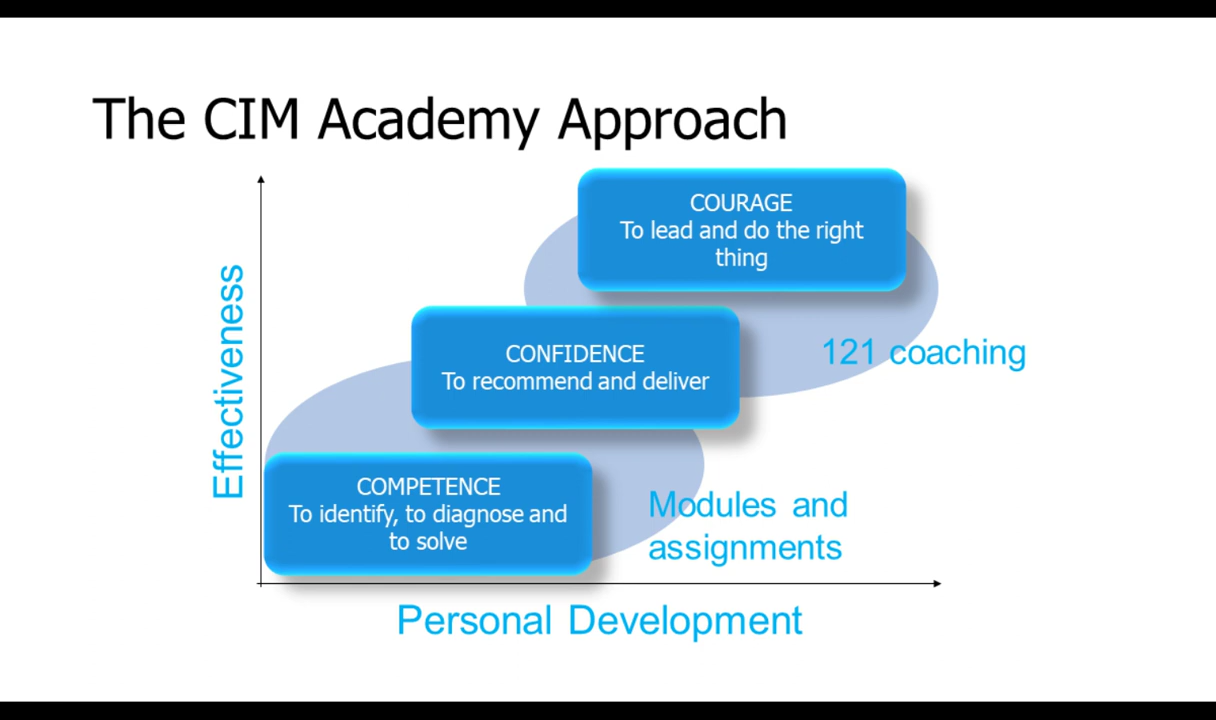 The CIM Academy Approach
COURAGE
To lead and do the right
thing
Effectiveness
CONFIDENCE
To recommend and deliver
121 coaching
COMPETENCE
To identify, to diagnose and
to solve
Modules and
assignments
Personal Development